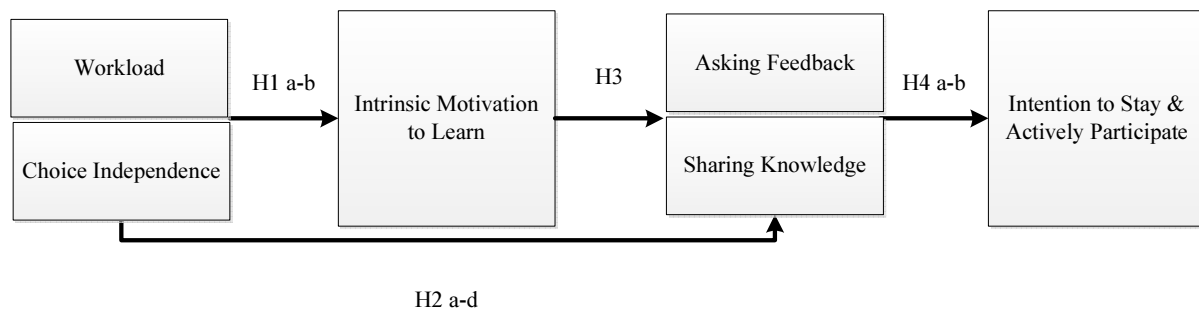 Workload
Choice Independence
H1 a-b
Intrinsic Motivation
to Learn
H3
Asking Feedback
Sharing Knowledge
H4 a-b
Intention to Stay &
Actively Participate
H2 a-d